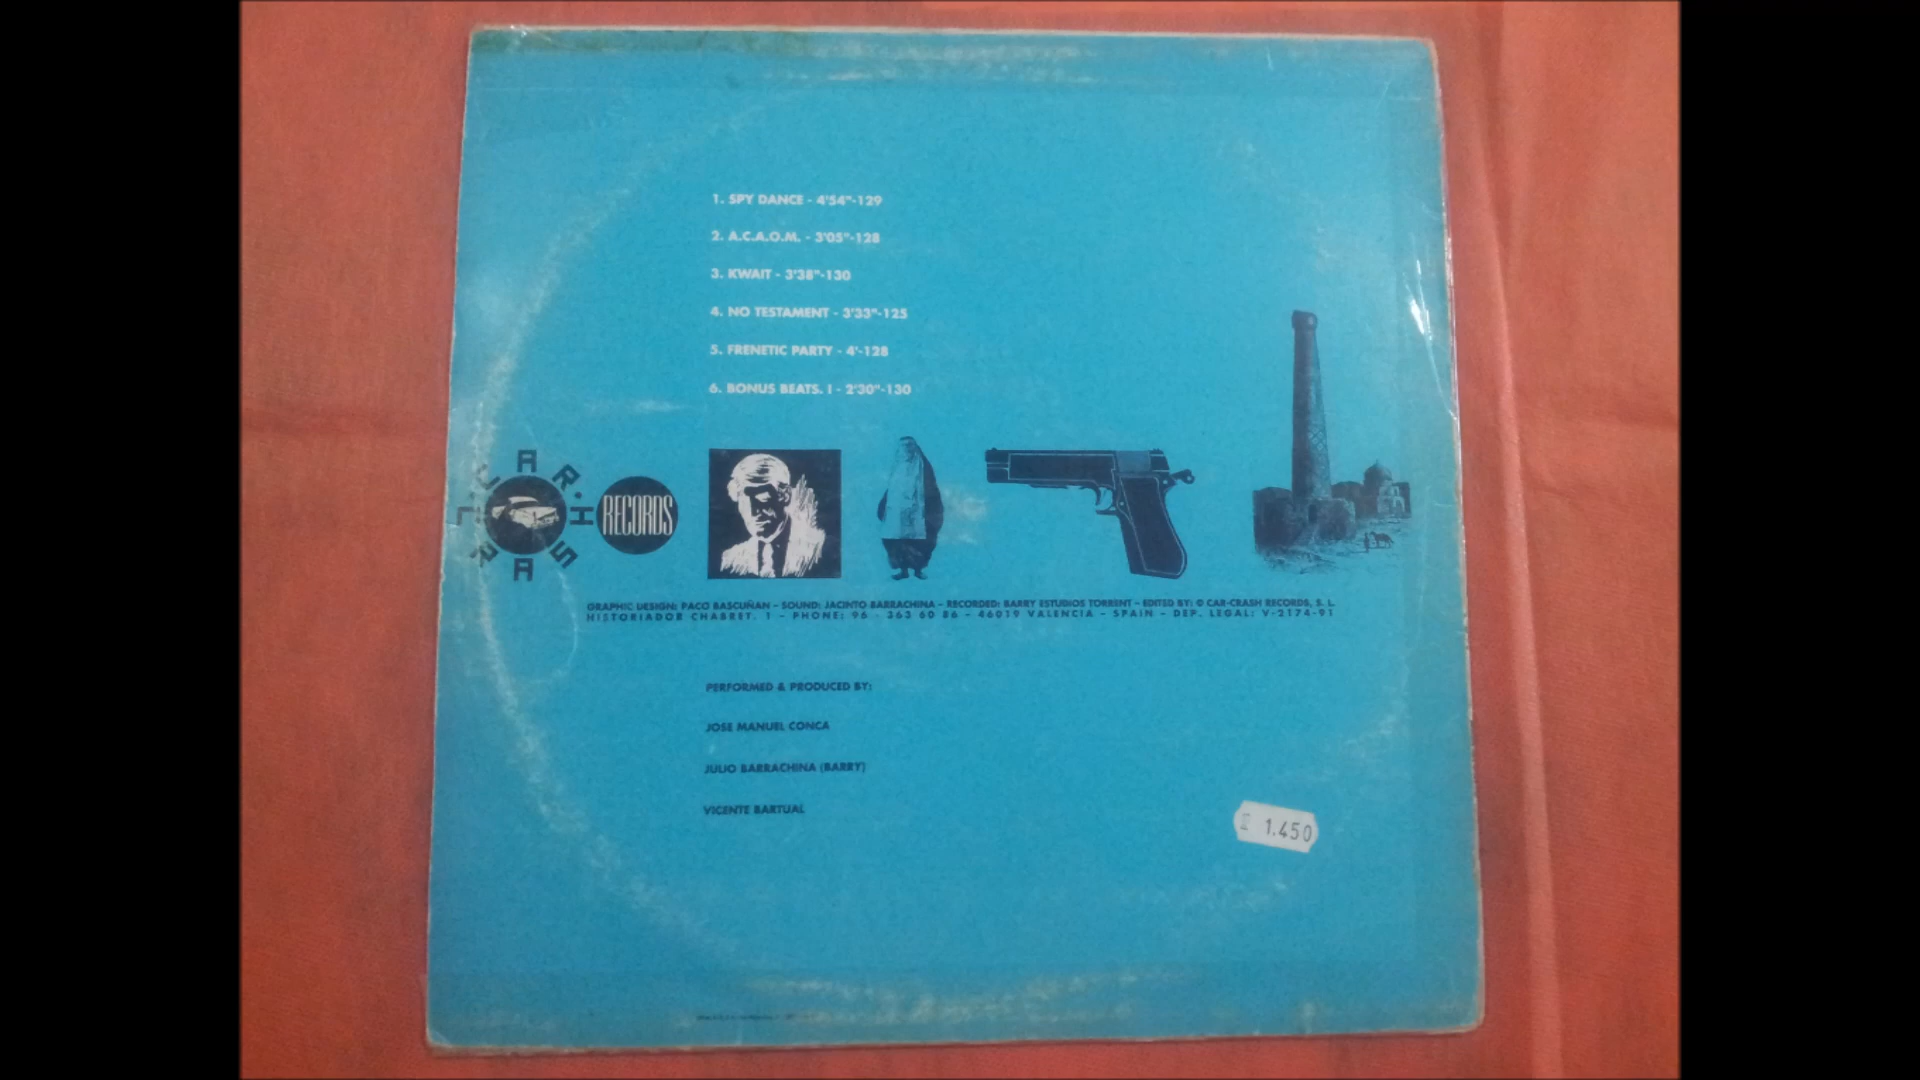 1. SPY DANCE - 4'54"-129
2. A.C.A.O.M. - 3'05"-128
3. KWAIT - 3'38"-130
4. NO TESTAMENT - 3'33"-125
5. FRENETIC PARTY - 4'-128
6. BONUS BEATS. I - 2'30"-130
RECORDS
GRAPHIC DESIGN: PACO BASCUÑAN – SOUND: JACINTO BARRACHINA – RECORDED: BARRY ESTUDIOS TORRENT – EDITED BY: © CAR-CRASH RECORDS, S. L.
HISTORIADOR CHABRET. 1 – PHONE: 96 - 363 60 86 – 46019 VALENCIA – SPAIN – DEP. LEGAL: V-2174-91
PERFORMED & PRODUCED BY:
JOSE MANUEL CONCA
JULIO BARRACHINA (BARRY)
VICENTE BARTUAL
1.450